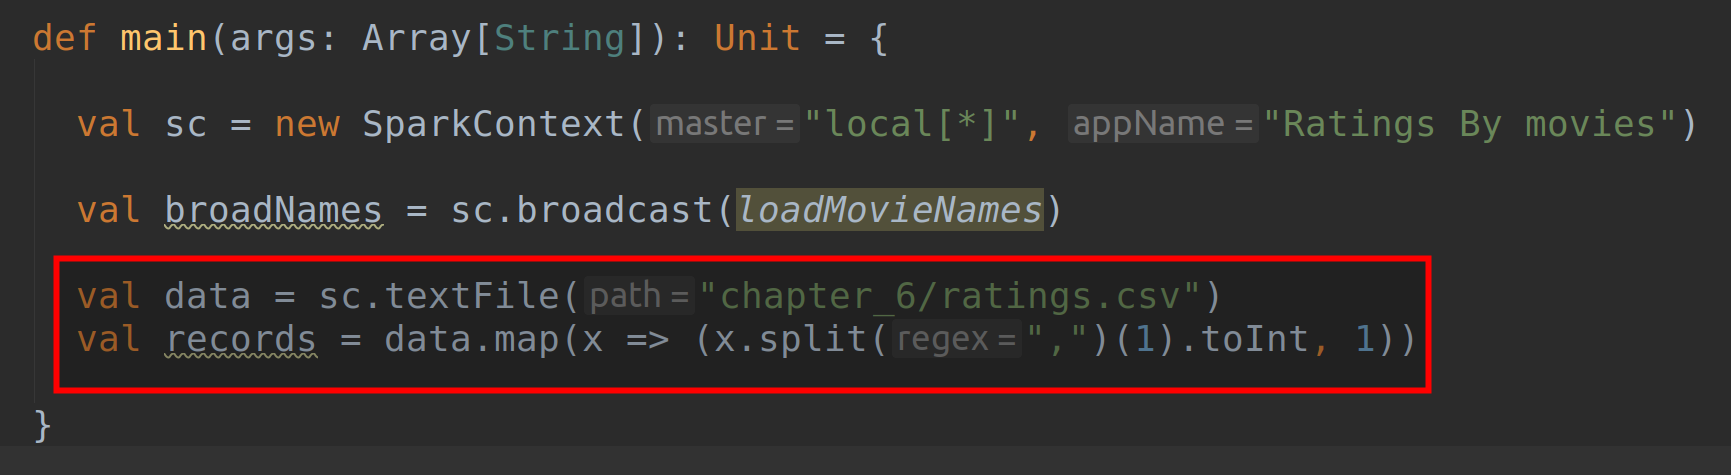 def main(args: Array[String]): Unit = {
val sc = new SparkContext( master = "local[*]", appName = "Ratings By movies")
val broadNames = sc.broadcast(loadMovieNames)
val data = sc.textFile( path = "chapter_6/ratings.csv")
val records = data.map(x => (x.split( regex = ",")(1).toInt, 1))
}